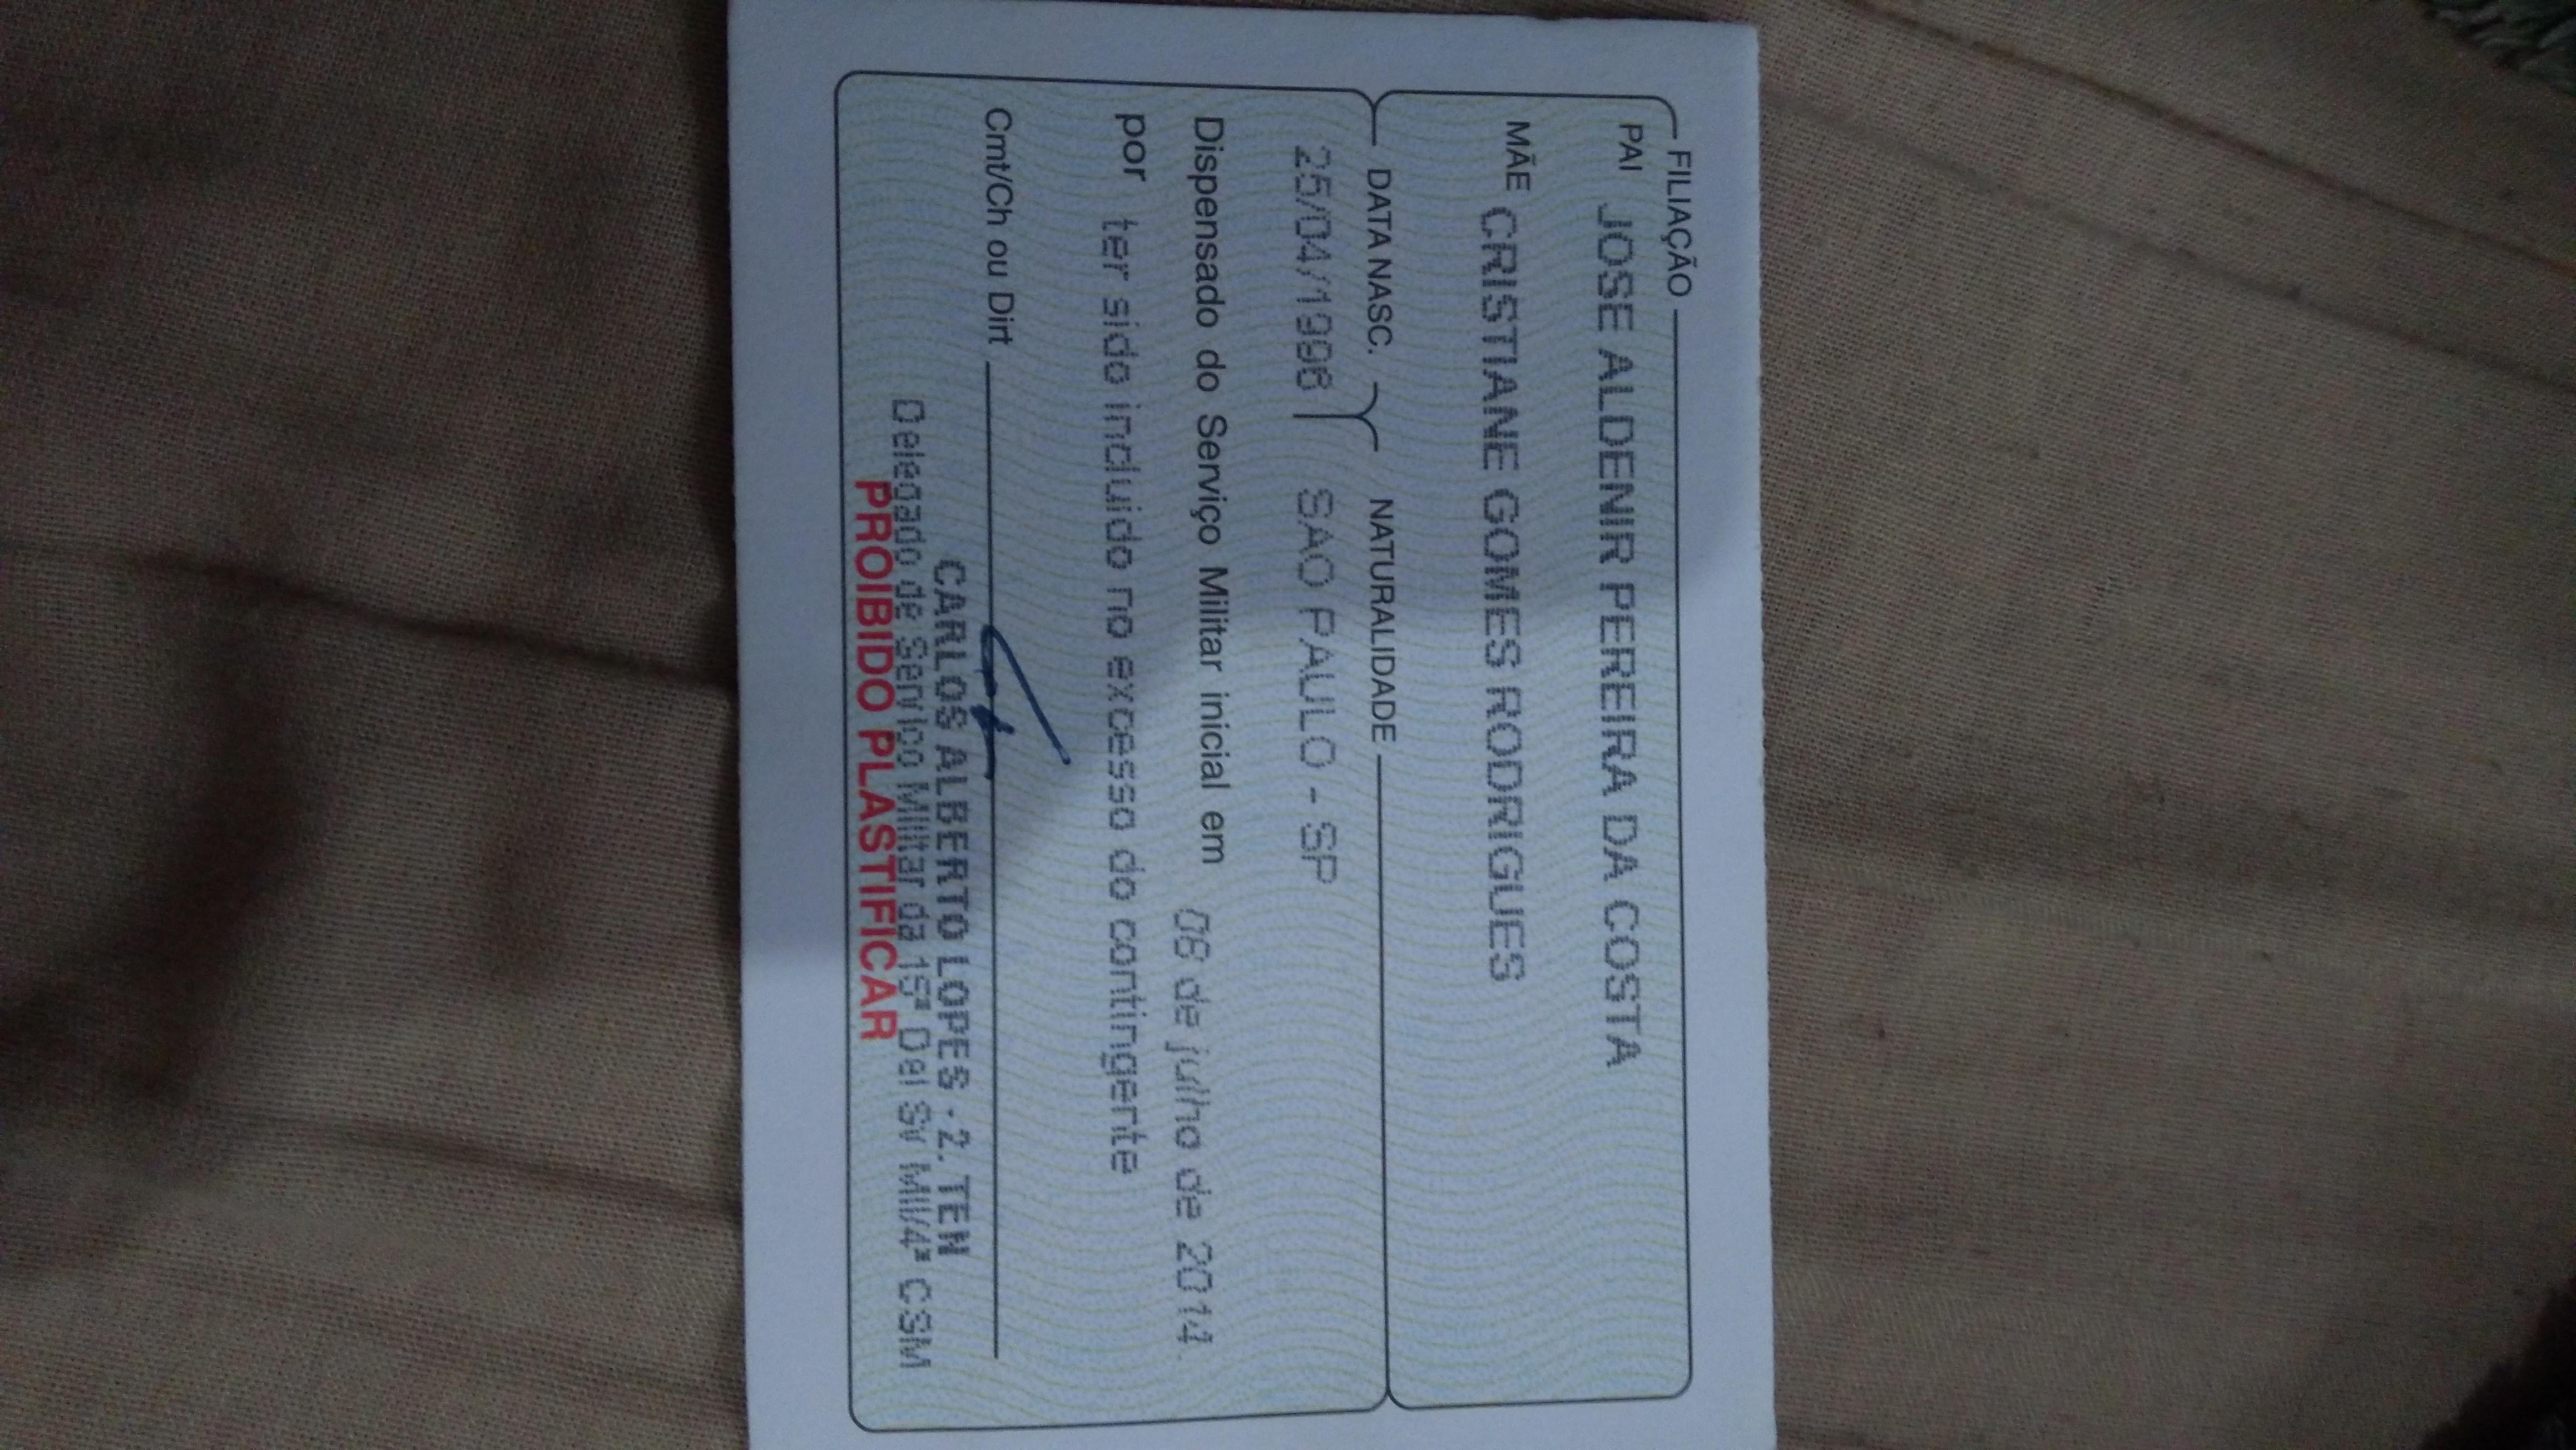 FILIAÇÃO
PAI JOSE ALDENIR PEREIRA DA COSTA
MÃE CRISTIANE GOMES RODRIGUES
DATA NASC. NATURALIDADE
25/04/1996 SAO PAULO - SP
Dispensado do Serviço Militar inicial em 08 de julho de 2014.
por ter sido incluido no excesso do contingente
Cmt/Ch ou Dirt
CARLOS ALBERTO LOPES - 2. TEN
Delegado de Serviço Militar da 15ª Del Sv Mil/4ª CSM
PROIBIDO PLASTIFICAR